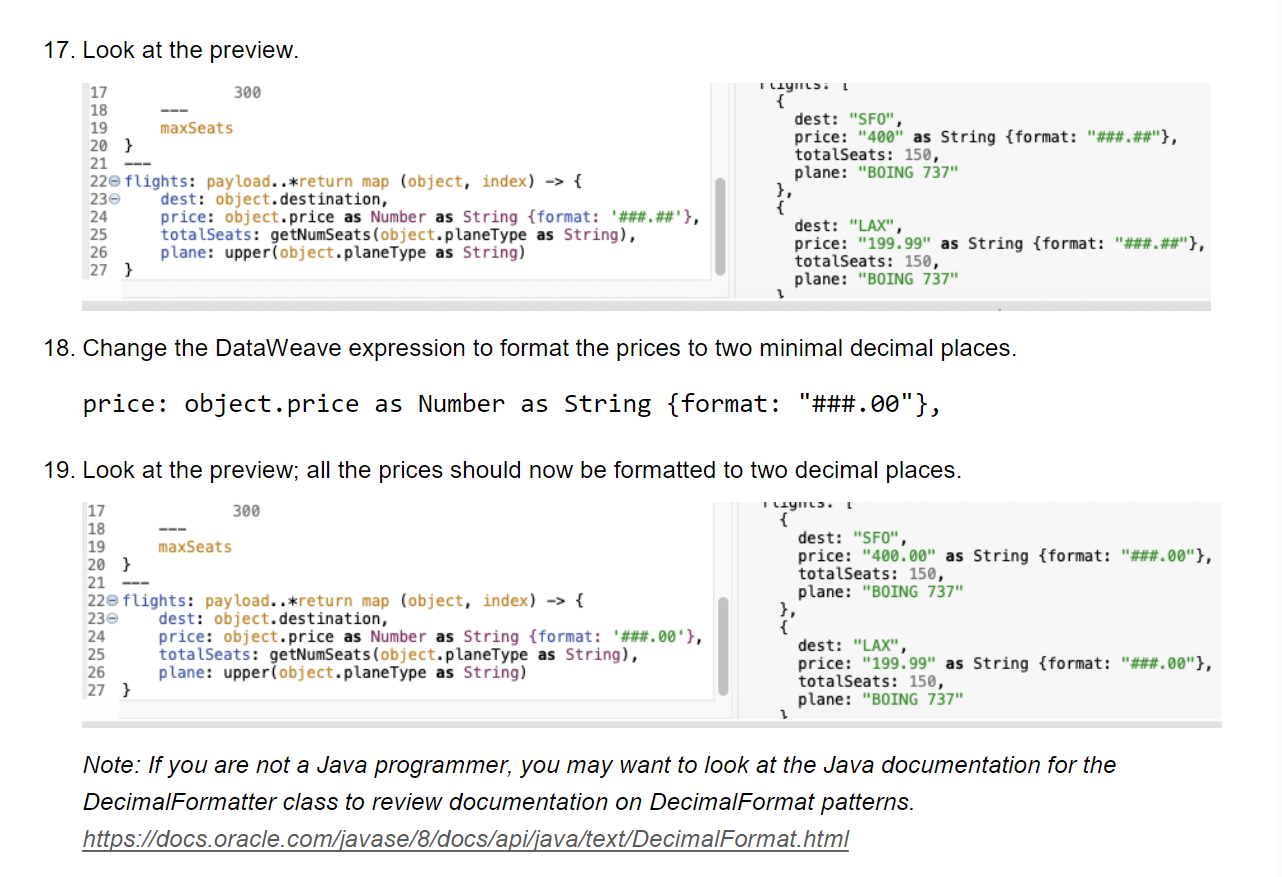 17. Look at the preview.
17 300
18 ---
19 maxSeats
20 }
21 ---
22 flights: payload..*return map (object, index) -> {
23 dest: object.destination,
24 price: object.price as Number as String {format: '###.##'},
25 totalSeats: getNumSeats(object.planeType as String),
26 plane: upper(object.planeType as String)
27 }
flights: [
{
dest: "SFO",
price: "400" as String {format: "###.##"},
totalSeats: 150,
plane: "BOING 737"
},
{
dest: "LAX",
price: "199.99" as String {format: "###.##"},
totalSeats: 150,
plane: "BOING 737"
}
18. Change the DataWeave expression to format the prices to two minimal decimal places.
price: object.price as Number as String {format: "###.00"},
19. Look at the preview; all the prices should now be formatted to two decimal places.
17 300
18 ---
19 maxSeats
20 }
21 ---
22 flights: payload..*return map (object, index) -> {
23 dest: object.destination,
24 price: object.price as Number as String {format: '###.00'},
25 totalSeats: getNumSeats(object.planeType as String),
26 plane: upper(object.planeType as String)
27 }
flights: [
{
dest: "SFO",
price: "400.00" as String {format: "###.00"},
totalSeats: 150,
plane: "BOING 737"
},
{
dest: "LAX",
price: "199.99" as String {format: "###.00"},
totalSeats: 150,
plane: "BOING 737"
}
Note: If you are not a Java programmer, you may want to look at the Java documentation for the
DecimalFormatter class to review documentation on DecimalFormat patterns.
https://docs.oracle.com/javase/8/docs/api/java/text/DecimalFormat.html